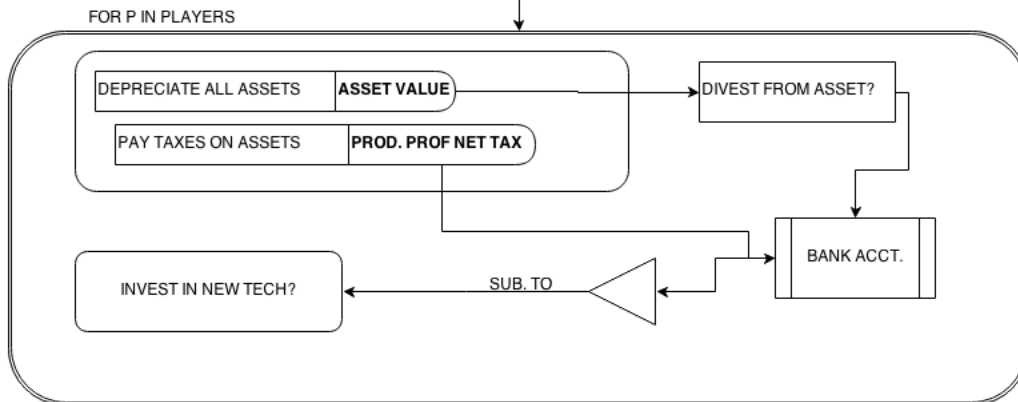 FOR P IN PLAYERS
DEPRECIATE ALL ASSETS
ASSET VALUE
DIVEST FROM ASSET?
PAY TAXES ON ASSETS
PROD. PROF NET TAX
BANK ACCT.
SUB. TO
INVEST IN NEW TECH?